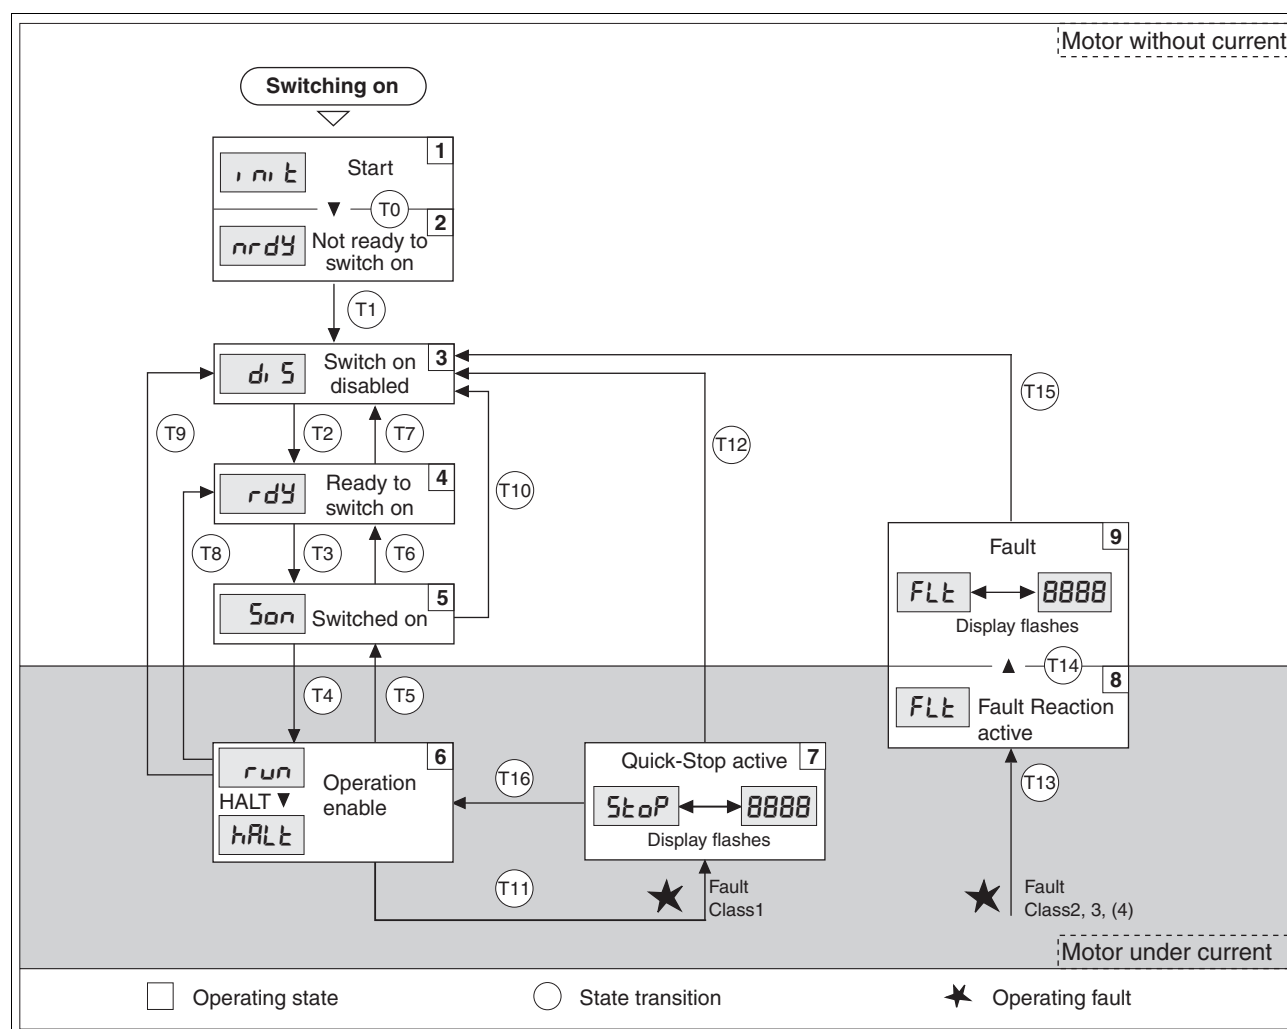 Motor without current
Switching on
1
init
Start
T0
2
nrdY
Not ready to
switch on
T1
3
diS
Switch on
disabled
T15
T9
T2
T7
T12
4
rdY
Ready to
switch on
T10
T8
T3
T6
9
Fault
5
Son
Switched on
FLt
8888
Display flashes
T14
T4
T5
8
FLt
Fault Reaction
active
6
run
HALT
hALt
Operation
enable
T16
Quick-Stop active
7
StoP
8888
Display flashes
T13
T11
Fault
Class1
Fault
Class2, 3, (4)
Motor under current
Operating state
State transition
Operating fault